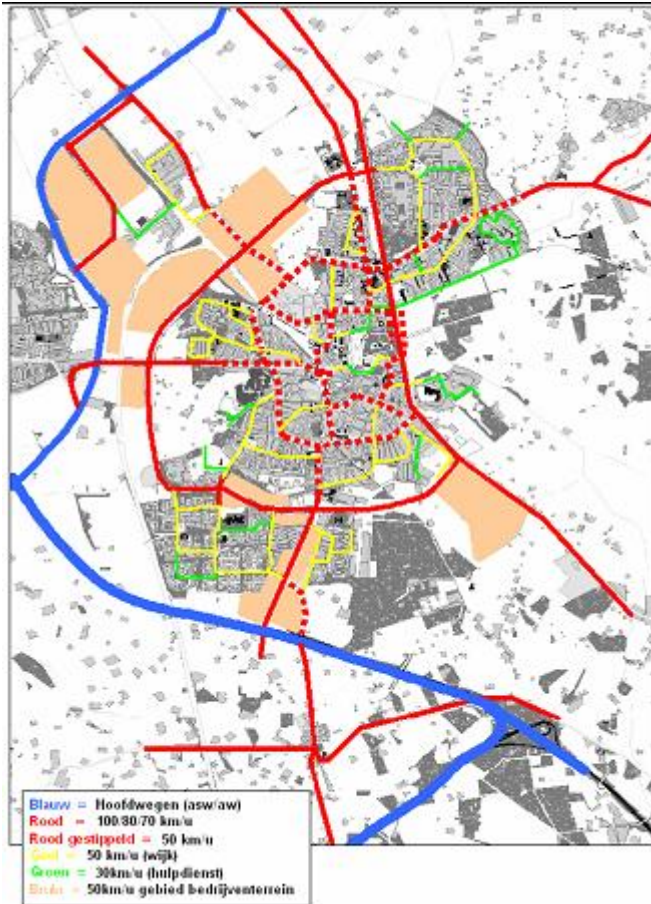 Blauw = Hoofdwegen (asw/aw)
Rood = 100/80/70 km/u
Rood gestippeld = 50 km/u
Geel = 50 km/u (wijk)
Groen = 30km/u (hulpdienst)
Bruin = 50km/u gebied bedrijventerrein